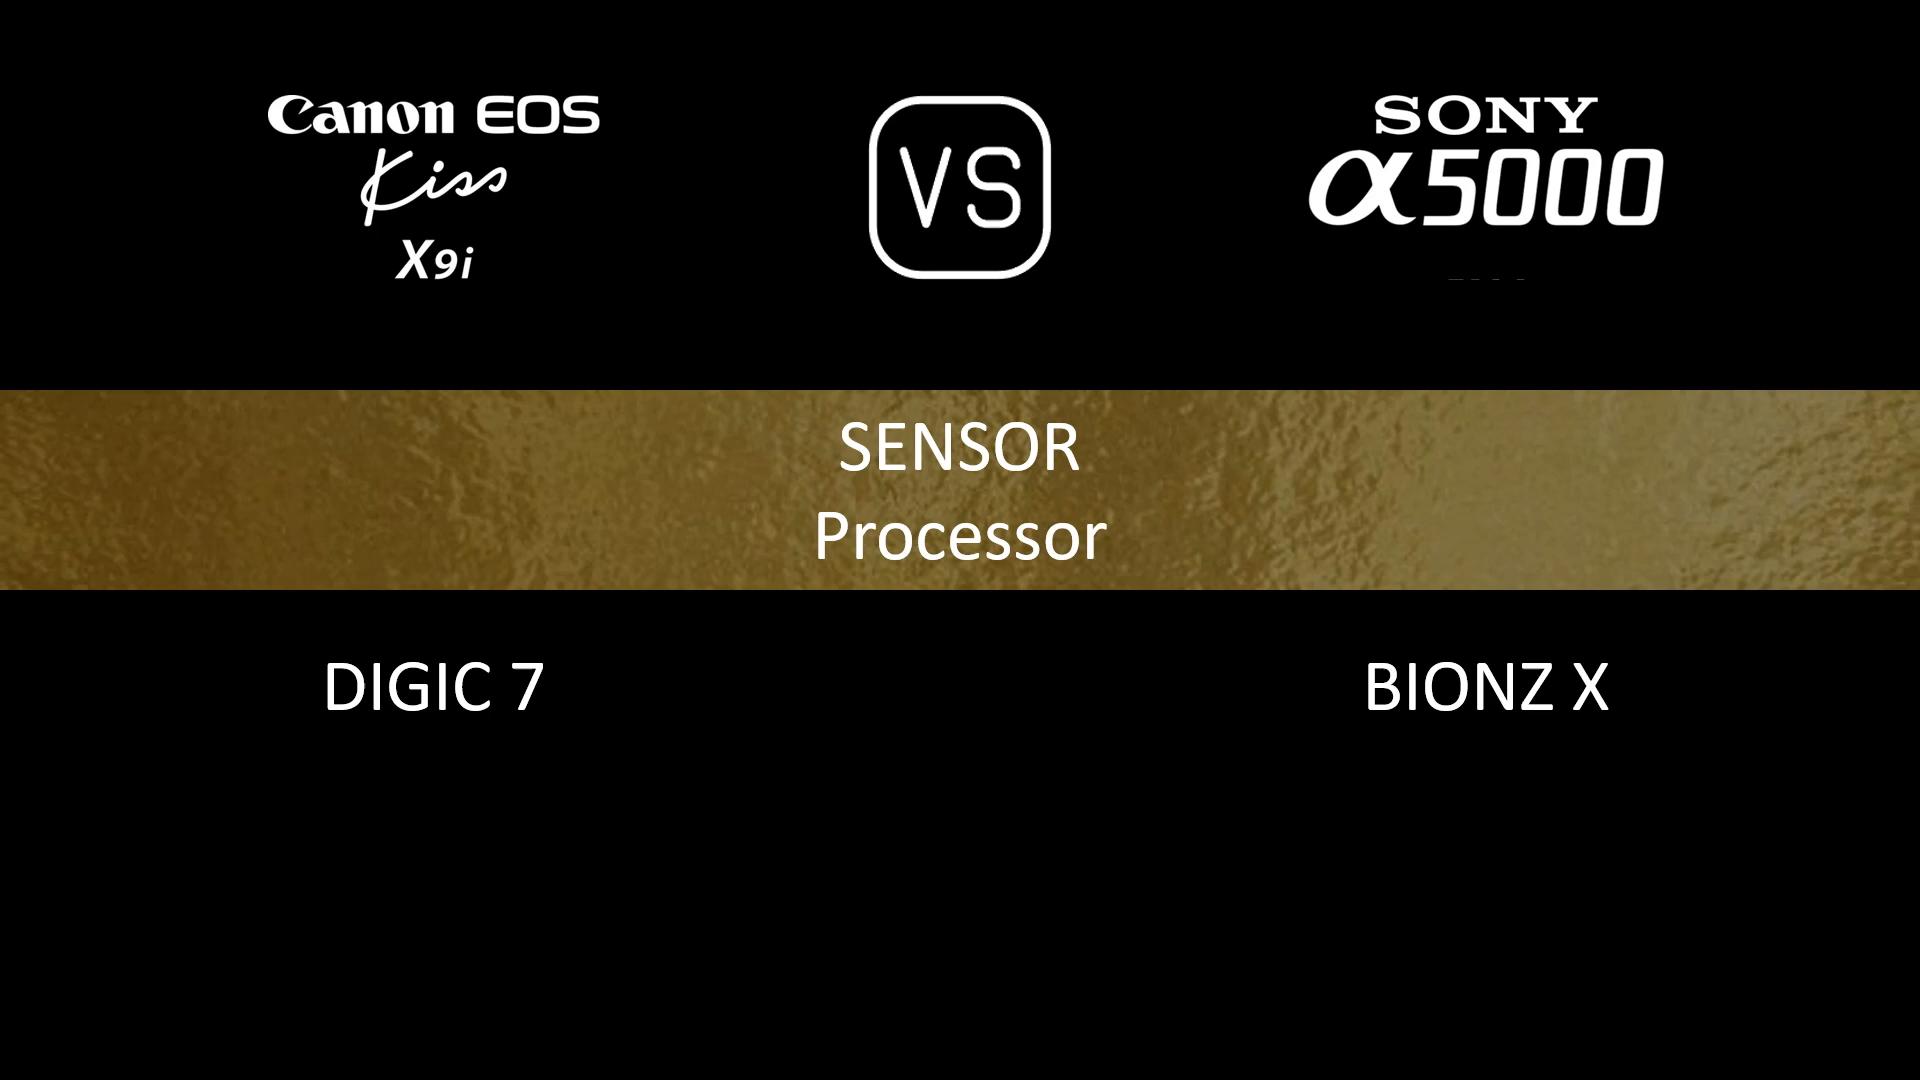 Canon EOS
Kiss
X9i
VS
SONY
α5000
SENSOR
Processor
DIGIC 7
BIONZ X